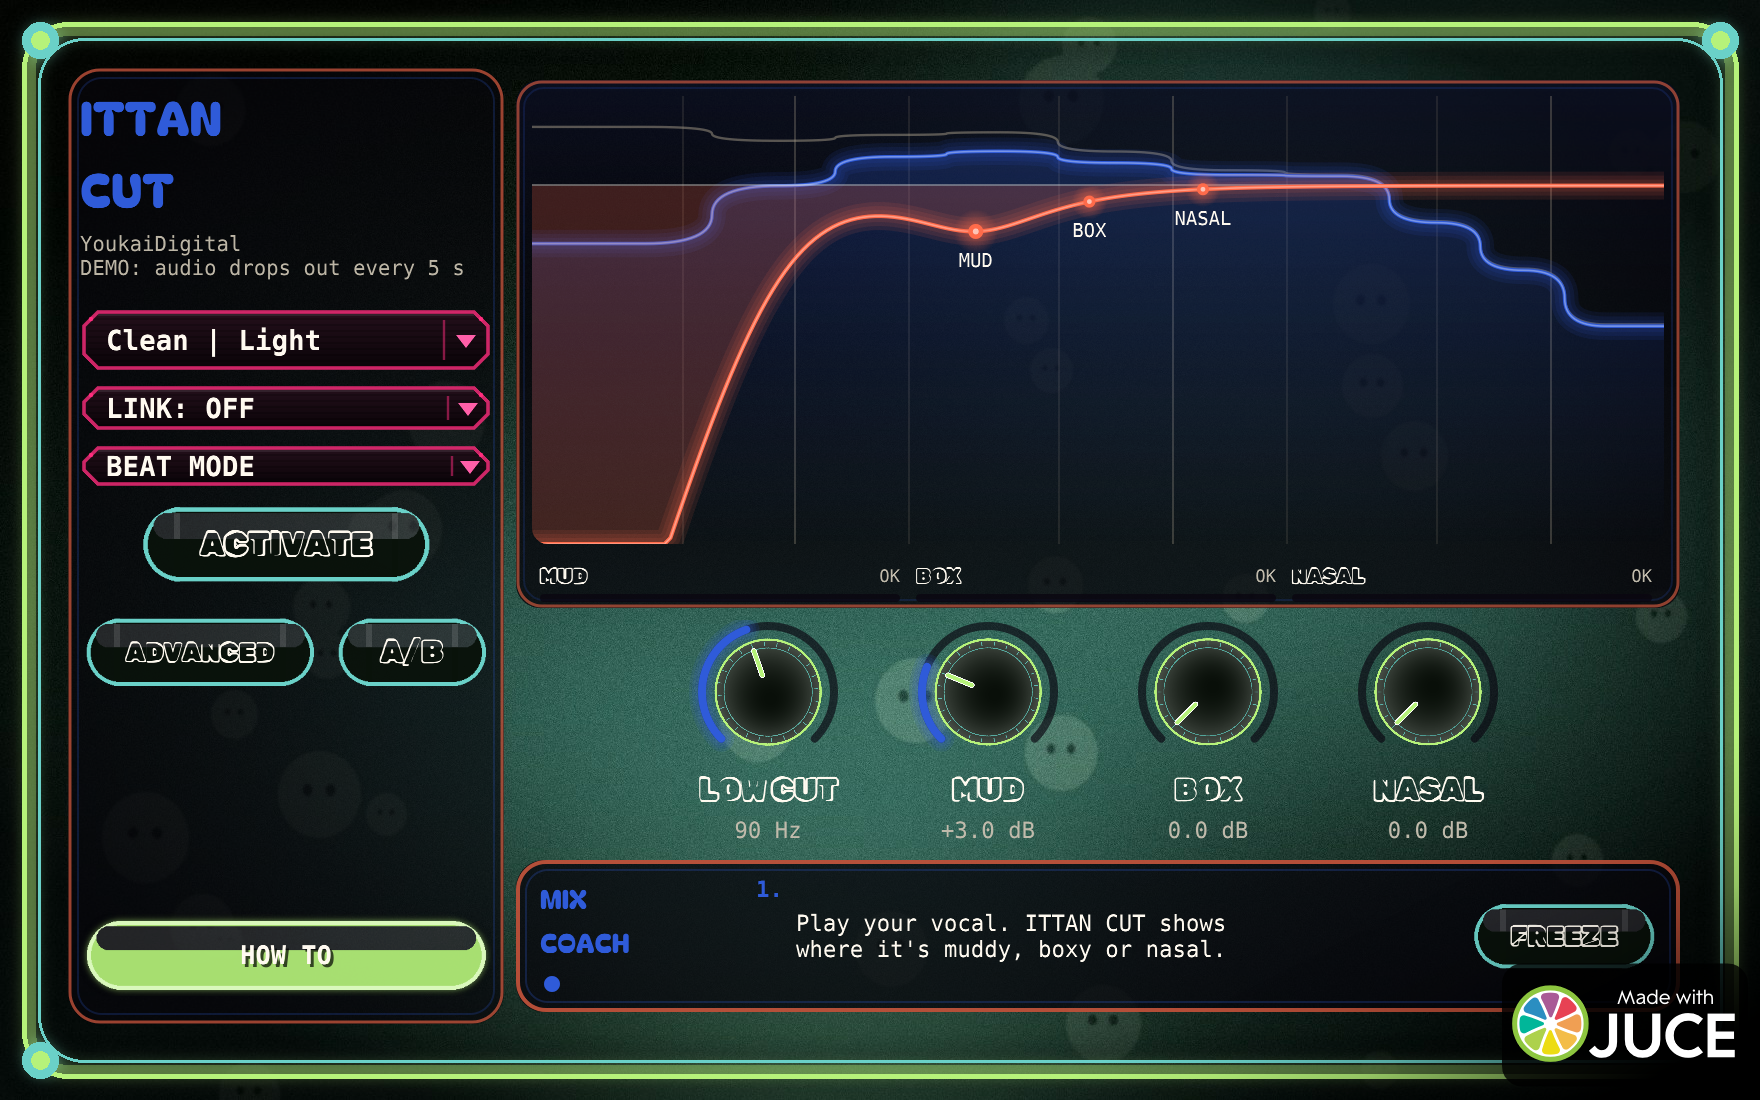 ITTAN
CUT
YoukaiDigital
DEMO: audio drops out every 5 s
Clean | Light
LINK: OFF
BEAT MODE
ACTIVATE
ADVANCED
A/B
HOW TO
MUD
BOX
NASAL
MUD OK
BOX OK
NASAL OK
LOWCUT
90 Hz
MUD
+3.0 dB
BOX
0.0 dB
NASAL
0.0 dB
MIX
COACH
1.
Play your vocal. ITTAN CUT shows
where it's muddy, boxy or nasal.
FREEZE
Made with
JUCE